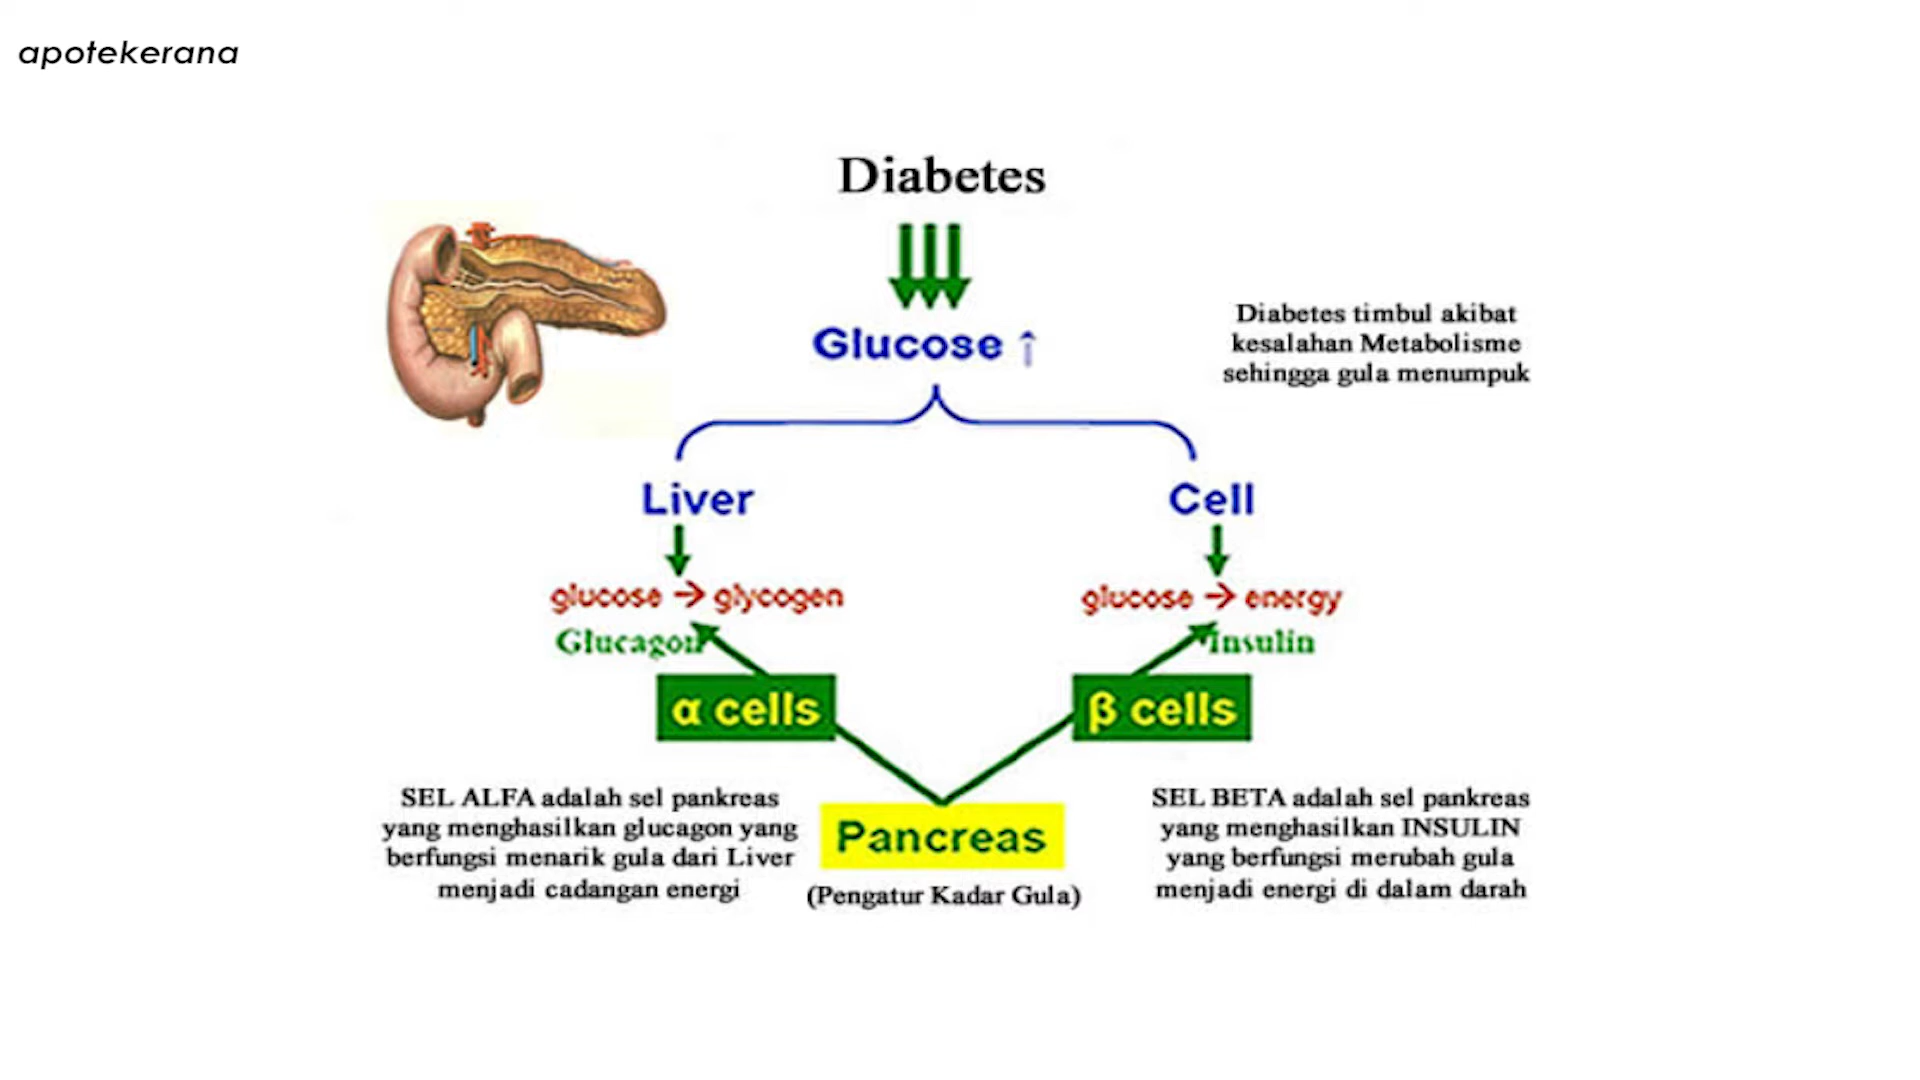 apotekerana
Diabetes
Glucose ↑
Diabetes timbul akibat
kesalahan Metabolisme
sehingga gula menumpuk
Liver
Cell
glucose → glycogen
glucose → energy
Glucagon
Insulin
α cells
β cells
SEL ALFA adalah sel pankreas
yang menghasilkan glucagon yang
berfungsi menarik gula dari Liver
menjadi cadangan energi
Pancreas
(Pengatur Kadar Gula)
SEL BETA adalah sel pankreas
yang menghasilkan INSULIN
yang berfungsi merubah gula
menjadi energi di dalam darah